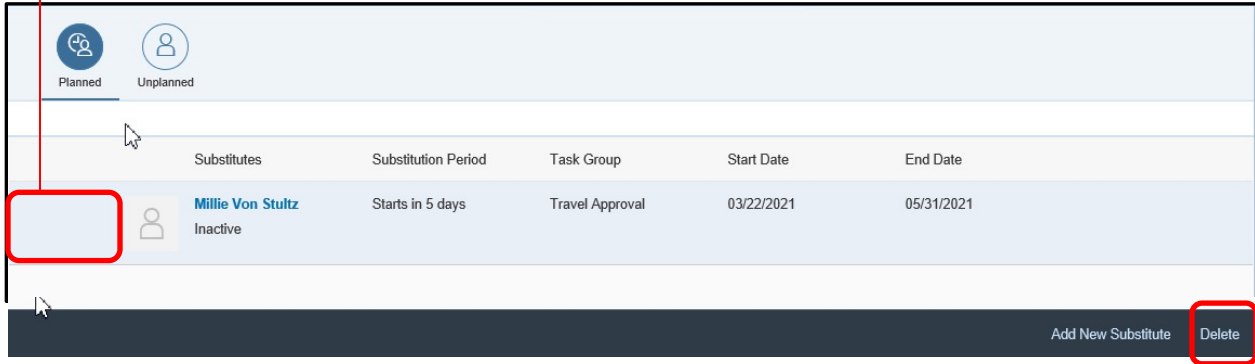 Planned Unplanned
Substitutes Substitution Period Task Group Start Date End Date
Millie Von Stultz Starts in 5 days Travel Approval 03/22/2021 05/31/2021
Inactive
Add New Substitute Delete